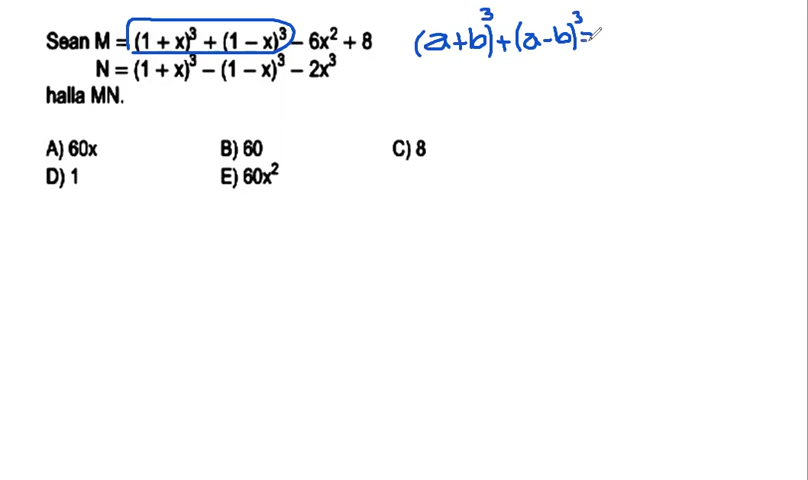 Sean M = (1 + x)³ + (1 − x)³ − 6x² + 8
(a+b)³+(a-b)³=
N = (1 + x)³ − (1 − x)³ − 2x³
halla MN.
A) 60x B) 60 C) 8
D) 1 E) 60x²